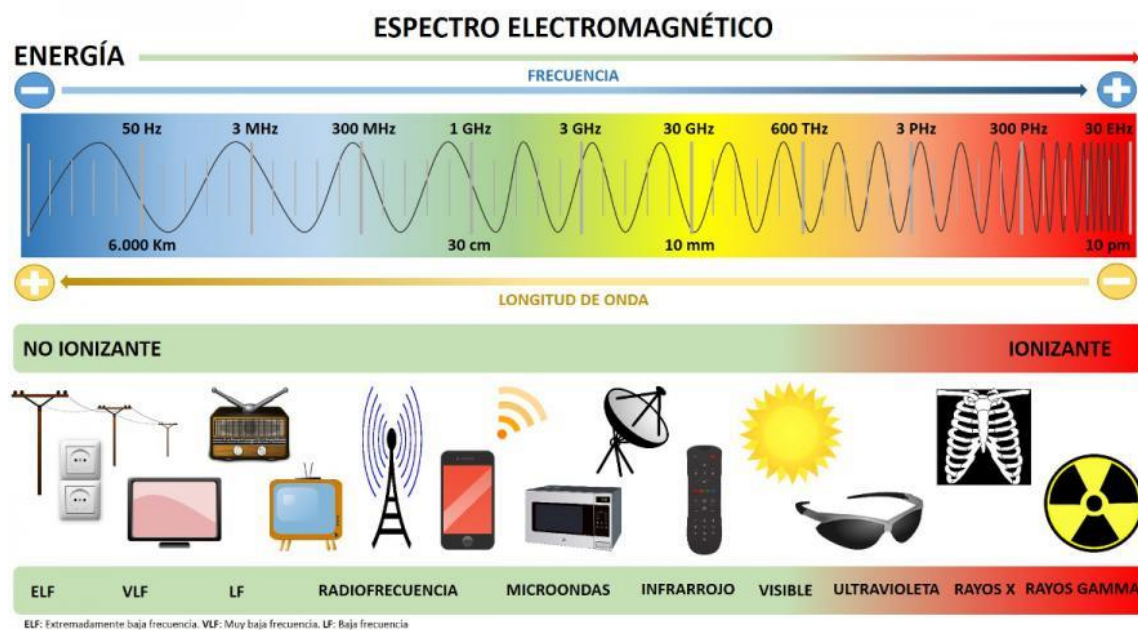 ESPECTRO ELECTROMAGNÉTICO
ENERGÍA
FRECUENCIA
50 Hz 3 MHz 300 MHz 1 GHz 3 GHz 30 GHz 600 THz 3 PHz 300 PHz 30 EHz
6.000 Km 30 cm 10 mm 10 pm
LONGITUD DE ONDA
NO IONIZANTE IONIZANTE
ELF VLF LF RADIOFRECUENCIA MICROONDAS INFRARROJO VISIBLE ULTRAVIOLETA RAYOS X RAYOS GAMMA
ELF: Extremadamente baja frecuencia. VLF: Muy baja frecuencia. LF: Baja frecuencia